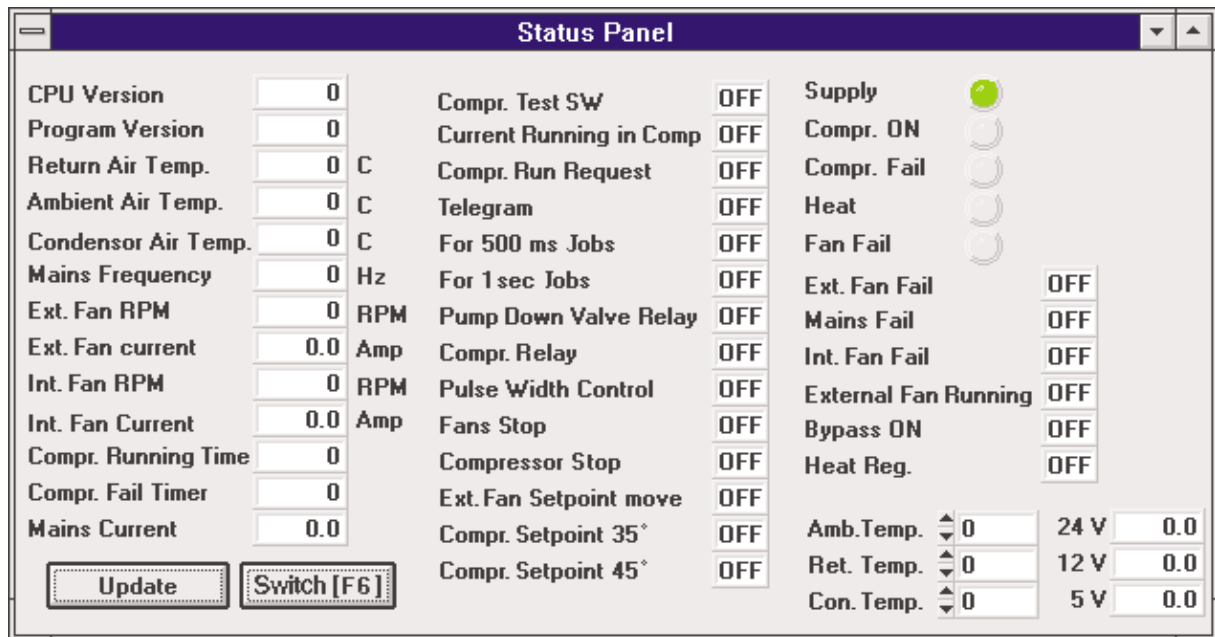 Status Panel
CPU Version 0
Program Version 0
Return Air Temp. 0 C
Ambient Air Temp. 0 C
Condensor Air Temp. 0 C
Mains Frequency 0 Hz
Ext. Fan RPM 0 RPM
Ext. Fan current 0.0 Amp
Int. Fan RPM 0 RPM
Int. Fan Current 0.0 Amp
Compr. Running Time 0
Compr. Fail Timer 0
Mains Current 0.0
Update Switch [F6]
Compr. Test SW OFF
Current Running in Comp OFF
Compr. Run Request OFF
Telegram OFF
For 500 ms Jobs OFF
For 1 sec Jobs OFF
Pump Down Valve Relay OFF
Compr. Relay OFF
Pulse Width Control OFF
Fans Stop OFF
Compressor Stop OFF
Ext. Fan Setpoint move OFF
Compr. Setpoint 35° OFF
Compr. Setpoint 45° OFF
Supply
Compr. ON
Compr. Fail
Heat
Fan Fail
Ext. Fan Fail OFF
Mains Fail OFF
Int. Fan Fail OFF
External Fan Running OFF
Bypass ON OFF
Heat Reg. OFF
Amb.Temp. 0 24 V 0.0
Ret. Temp. 0 12 V 0.0
Con. Temp. 0 5 V 0.0